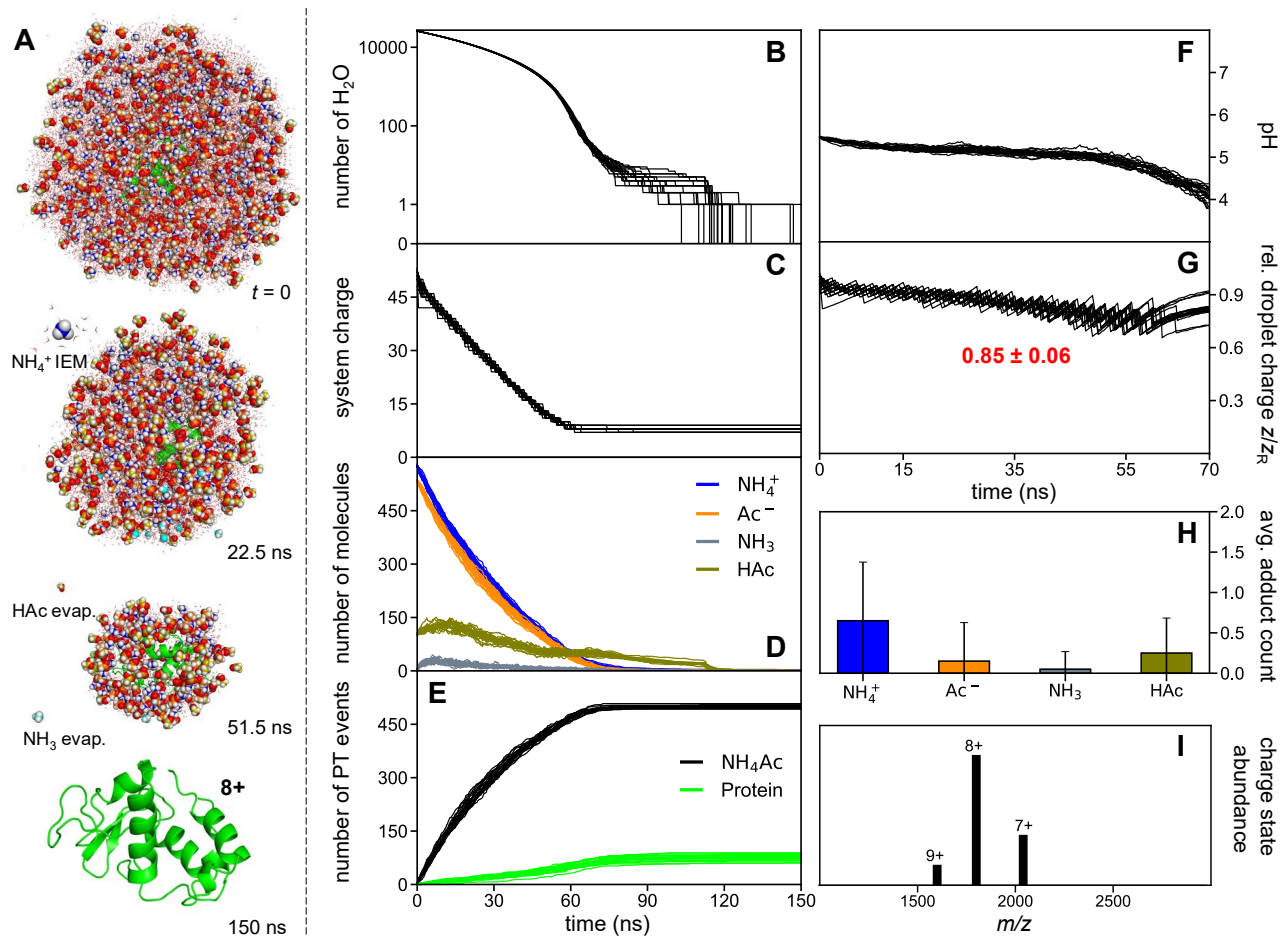 A
t = 0
NH₄⁺ IEM
22.5 ns
HAc evap.
51.5 ns
NH₃ evap.
8+
150 ns
B
number of H₂O
10000
100
1
0
C
system charge
45
30
15
0
D
number of molecules
450
300
150
0
NH₄⁺
Ac⁻
NH₃
HAc
E
number of PT events
450
300
150
0
NH₄Ac
Protein
0 30 60 90 120 150
time (ns)
F
pH
7
6
5
4
G
rel. droplet charge z/z_R
0.9
0.6
0.3
0.85 ± 0.06
0 15 35 55 70
time (ns)
H
avg. adduct count
2.0
1.5
1.0
0.5
0.0
NH₄⁺ Ac⁻ NH₃ HAc
I
charge state
abundance
9+
8+
7+
1500 2000 2500
m/z